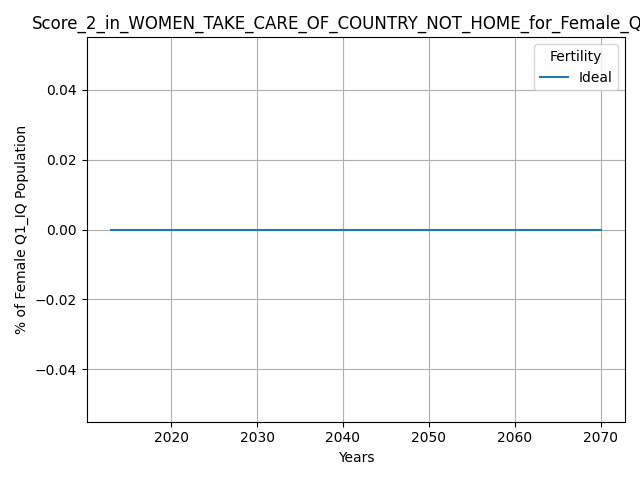 Score_2_in_WOMEN_TAKE_CARE_OF_COUNTRY_NOT_HOME_for_Female_Q
Fertility
Ideal
0.04
0.02
0.00
−0.02
−0.04
% of Female Q1_IQ Population
2020 2030 2040 2050 2060 2070
Years